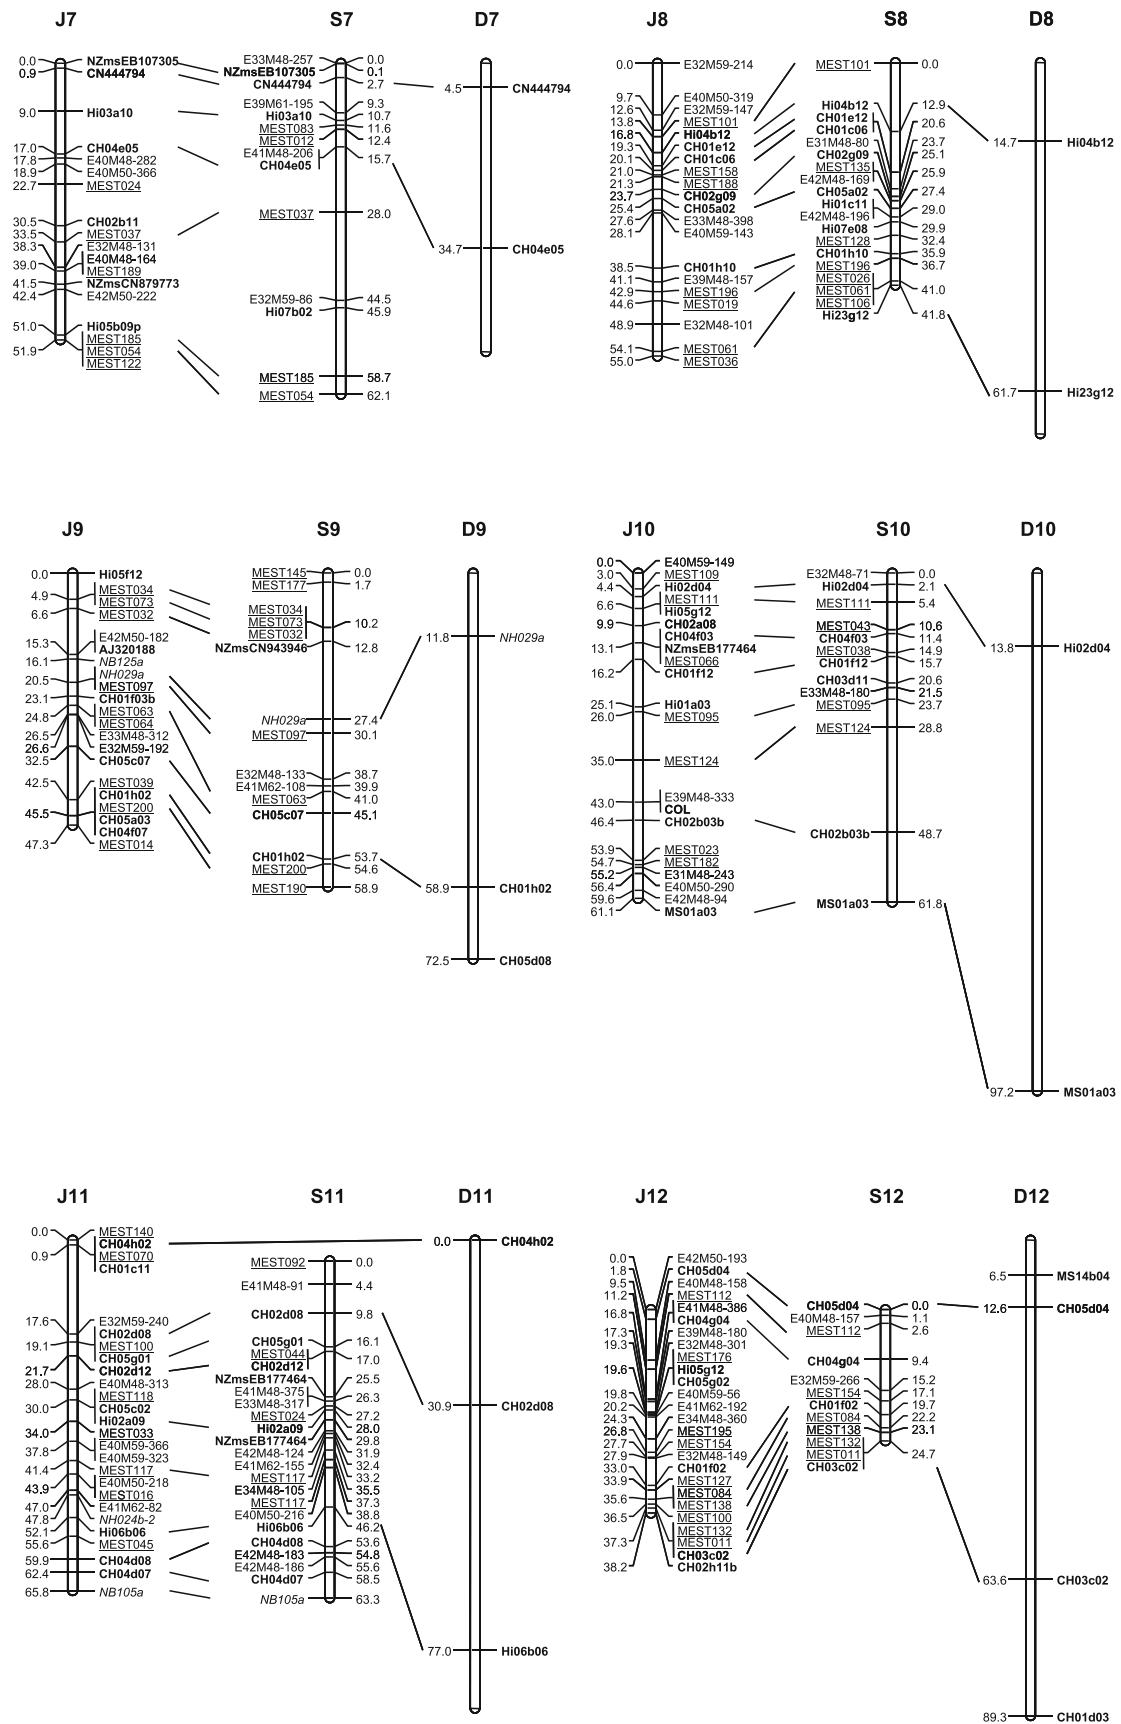 J7 S7 D7
0.0 NZmsEB107305
0.9 CN444794
9.0 Hi03a10
17.0 CH04e05
17.8 E40M48-282
18.9 E40M50-366
22.7 MEST024
30.5 CH02b11
33.5 MEST037
38.3 E32M48-131
39.0 E40M48-164
MEST189
41.5 NZmsCN879773
42.4 E42M50-222
51.0 Hi05b09p
51.9 MEST185
MEST054
MEST122
E33M48-257 0.0
NZmsEB107305 0.1
CN444794 2.7
E39M61-195 9.3
Hi03a10 10.7
MEST083 11.6
MEST012 12.4
E41M48-206 15.7
CH04e05
MEST037 28.0
E32M59-86 44.5
Hi07b02 45.9
MEST185 58.7
MEST054 62.1
4.5 CN444794
34.7 CH04e05
J8 S8 D8
0.0 E32M59-214
9.7 E40M50-319
12.6 E32M59-147
13.8 MEST101
16.8 Hi04b12
19.3 CH01e12
20.1 CH01c06
21.0 MEST158
21.3 MEST188
23.7 CH02g09
25.4 CH05a02
27.6 E33M48-398
28.1 E40M59-143
38.5 CH01h10
41.1 E39M48-157
42.9 MEST196
44.6 MEST019
48.9 E32M48-101
54.1 MEST061
55.0 MEST036
MEST101 0.0
Hi04b12 12.9
CH01e12 20.6
CH01c06
E31M48-80 23.7
CH02g09 25.1
MEST135 25.9
E42M48-169
CH05a02 27.4
Hi01c11 29.0
E42M48-196
Hi07e08 29.9
MEST128 32.4
CH01h10 35.9
MEST196 36.7
MEST026
MEST061 41.0
MEST106
Hi23g12 41.8
14.7 Hi04b12
61.7 Hi23g12
J9 S9 D9
0.0 Hi05f12
4.9 MEST034
MEST073
6.6 MEST032
15.3 E42M50-182
AJ320188
16.1 NB125a
20.5 NH029a
MEST097
23.1 CH01f03b
24.8 MEST063
MEST064
26.5 E33M48-312
26.6 E32M59-192
32.5 CH05c07
42.5 MEST039
45.5 CH01h02
MEST200
CH05a03
CH04f07
47.3 MEST014
MEST145 0.0
MEST177 1.7
MEST034
MEST073 10.2
MEST032
NZmsCN943946 12.8
NH029a 27.4
MEST097 30.1
E32M48-133 38.7
E41M62-108 39.9
MEST063 41.0
CH05c07 45.1
CH01h02 53.7
MEST200 54.6
MEST190 58.9
11.8 NH029a
58.9 CH01h02
72.5 CH05d08
J10 S10 D10
0.0 E40M59-149
3.0 MEST109
4.4 Hi02d04
6.6 MEST111
Hi05g12
9.9 CH02a08
13.1 CH04f03
NZmsEB177464
MEST066
16.2 CH01f12
25.1 Hi01a03
26.0 MEST095
35.0 MEST124
43.0 E39M48-333
COL
46.4 CH02b03b
53.9 MEST023
54.7 MEST182
55.2 E31M48-243
56.4 E40M50-290
59.6 E42M48-94
61.1 MS01a03
E32M48-71 0.0
Hi02d04 2.1
MEST111 5.4
MEST043 10.6
CH04f03 11.4
MEST038 14.9
CH01f12 15.7
CH03d11 20.6
E33M48-180 21.5
MEST095 23.7
MEST124 28.8
CH02b03b 48.7
MS01a03 61.8
13.8 Hi02d04
97.2 MS01a03
J11 S11 D11
0.0 MEST140
0.9 CH04h02
MEST070
CH01c11
17.6 E32M59-240
19.1 CH02d08
MEST100
CH05g01
21.7 CH02d12
28.0 E40M48-313
30.0 MEST118
CH05c02
Hi02a09
34.0 MEST033
37.8 E40M59-366
E40M59-323
41.4 MEST117
43.9 E40M50-218
MEST016
47.0 E41M62-82
47.8 NH024b-2
52.1 Hi06b06
55.6 MEST045
59.9 CH04d08
62.4 CH04d07
65.8 NB105a
MEST092 0.0
E41M48-91 4.4
CH02d08 9.8
CH05g01 16.1
MEST044 17.0
CH02d12
NZmsEB177464 25.5
E41M48-375 26.3
E33M48-317
MEST024 27.2
Hi02a09 28.0
NZmsEB177464 29.8
E42M48-124 31.9
E41M62-155 32.4
MEST117 33.2
E34M48-105 35.5
MEST117 37.3
E40M50-216 38.8
Hi06b06 46.2
CH04d08 53.6
E42M48-183 54.8
E42M48-186 55.6
CH04d07 58.5
NB105a 63.3
0.0 CH04h02
30.9 CH02d08
77.0 Hi06b06
J12 S12 D12
0.0 E42M50-193
1.8 CH05d04
9.5 E40M48-158
11.2 MEST112
16.8 E41M48-386
CH04g04
17.3 E39M48-180
19.3 E32M48-301
19.6 MEST176
Hi05g12
CH05g02
19.8 E40M59-56
20.2 E41M62-192
24.3 E34M48-360
26.8 MEST195
27.7 MEST154
27.9 E32M48-149
33.0 CH01f02
33.9 MEST127
35.6 MEST084
MEST138
36.5 MEST100
37.3 MEST132
MEST011
CH03c02
38.2 CH02h11b
CH05d04 0.0
E40M48-157 1.1
MEST112 2.6
CH04g04 9.4
E32M59-266 15.2
MEST154 17.1
CH01f02 19.7
MEST084 22.2
MEST138 23.1
MEST132
MEST011 24.7
CH03c02
6.5 MS14b04
12.6 CH05d04
63.6 CH03c02
89.3 CH01d03